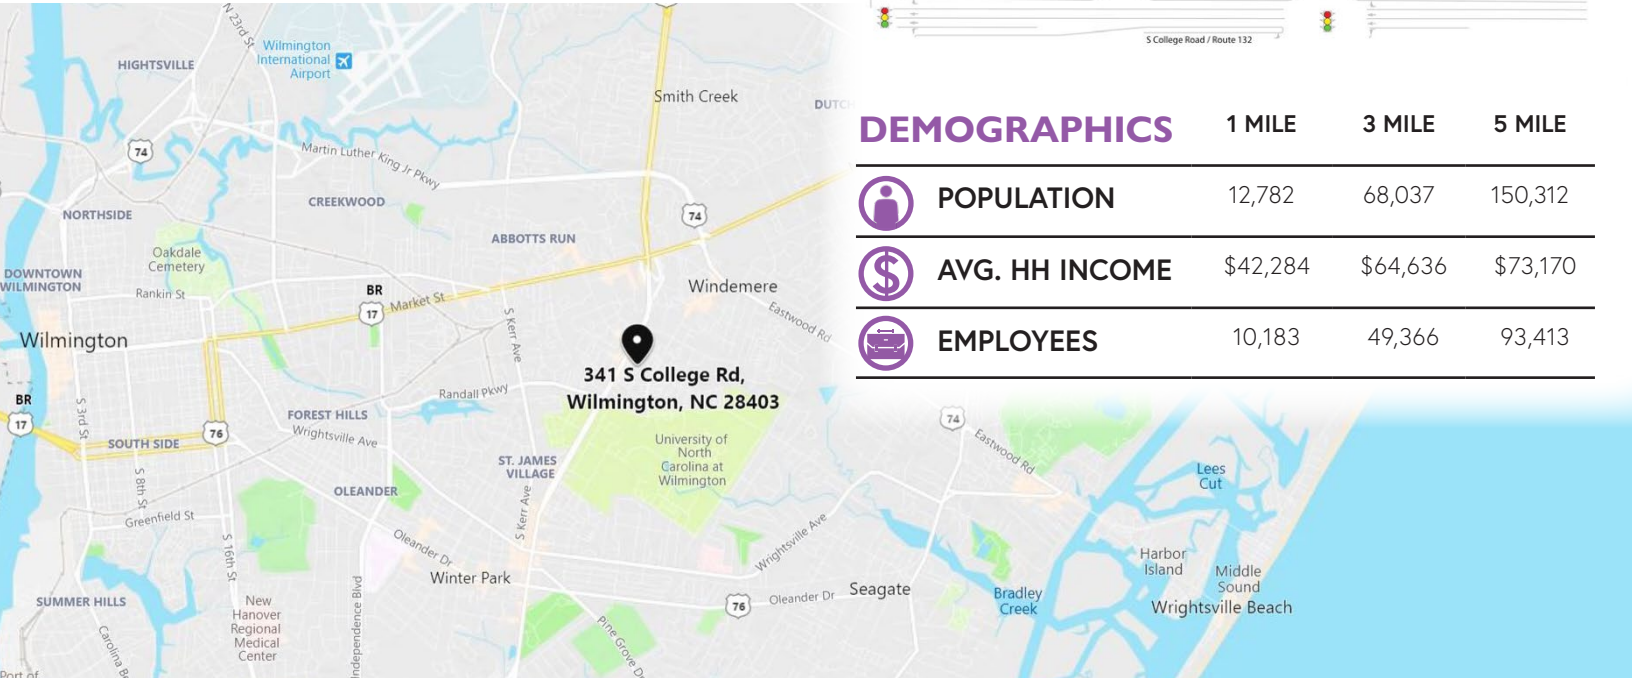 S College Road / Route 132
DEMOGRAPHICS 1 MILE 3 MILE 5 MILE
POPULATION 12,782 68,037 150,312
AVG. HH INCOME $42,284 $64,636 $73,170
EMPLOYEES 10,183 49,366 93,413
N 23rd St
Wilmington
International
Airport
HIGHTSVILLE
Smith Creek
74
Martin Luther King Jr Pkwy
CREEKWOOD
NORTHSIDE
74
ABBOTTS RUN
Oakdale
Cemetery
DOWNTOWN
WILMINGTON
Rankin St
BR
17
Market St
Windemere
Eastwood Rd
S Kerr Ave
Wilmington
341 S College Rd,
Wilmington, NC 28403
BR
17
S 3rd St
Randall Pkwy
FOREST HILLS
Wrightsville Ave
76
SOUTH SIDE
74
Eastwood Rd
University of
North
Carolina at
Wilmington
ST. JAMES
VILLAGE
Lees
Cut
S 8th St
OLEANDER
S Kerr Ave
Greenfield St
Wrightsville Ave
S 16th St
Oleander Dr
Harbor
Island
Middle
Sound
Winter Park
Seagate
76
Oleander Dr
Bradley
Creek
Wrightsville Beach
SUMMER HILLS
New
Hanover
Regional
Medical
Center
Independence Blvd
Pine Grove D
Carolina B
Port of